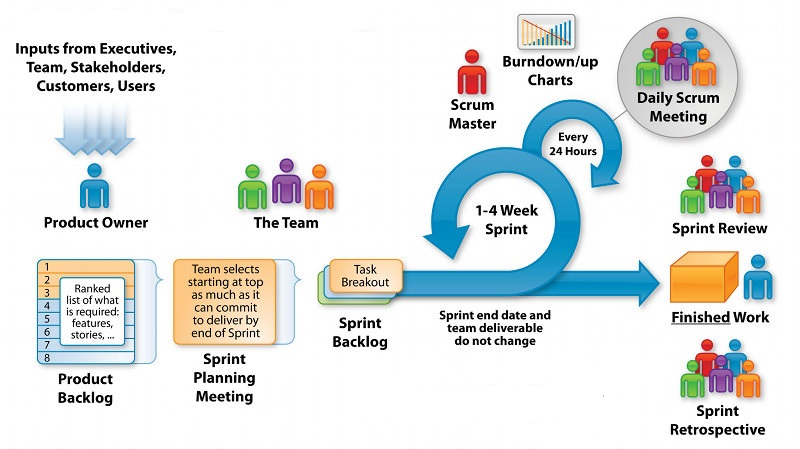 Inputs from Executives,
Team, Stakeholders,
Customers, Users
Product Owner
The Team
Scrum
Master
Burndown/up
Charts
Daily Scrum
Meeting
Every
24 Hours
1-4 Week
Sprint
Sprint Review
1
2
3
4
5
6
7
8
Ranked
list of what
is required:
features,
stories, ...
Product
Backlog
Team selects
starting at top
as much as it
can commit
to deliver by
end of Sprint
Sprint
Planning
Meeting
Task
Breakout
Sprint
Backlog
Sprint end date and
team deliverable
do not change
Finished Work
Sprint
Retrospective